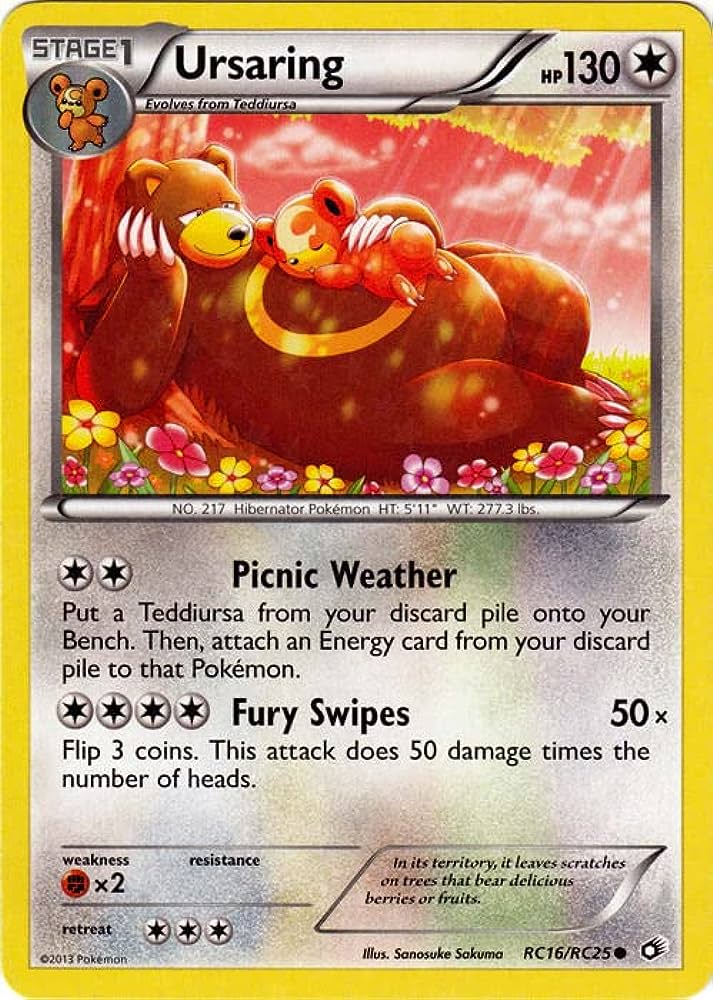 STAGE1
Ursaring
HP130
Evolves from Teddiursa
NO. 217 Hibernator Pokémon HT: 5'11" WT: 277.3 lbs.
Picnic Weather
Put a Teddiursa from your discard pile onto your
Bench. Then, attach an Energy card from your discard
pile to that Pokémon.
Fury Swipes 50×
Flip 3 coins. This attack does 50 damage times the
number of heads.
weakness resistance
×2
In its territory, it leaves scratches
on trees that bear delicious
berries or fruits.
retreat
©2013 Pokémon
Illus. Sanosuke Sakuma RC16/RC25